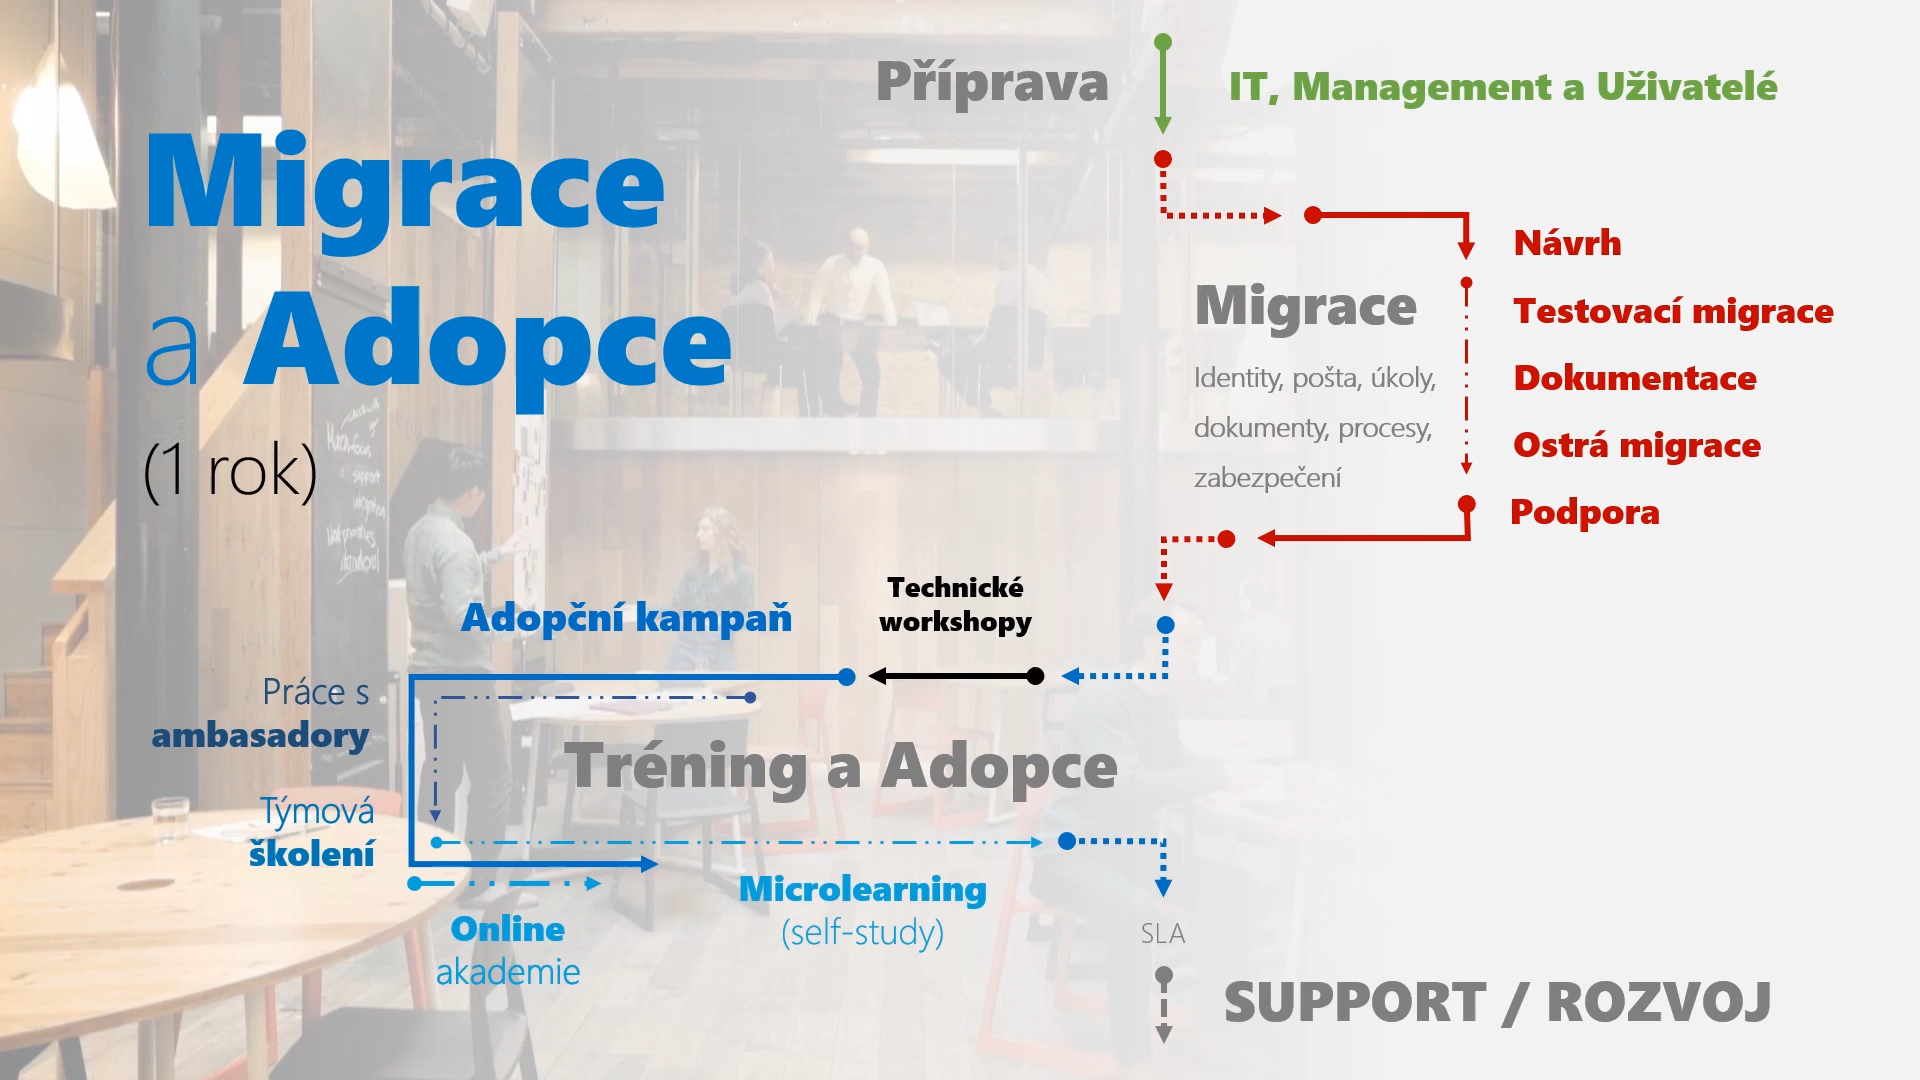 Příprava
IT, Management a Uživatelé
Migrace
a Adopce
(1 rok)
Návrh
Migrace
Testovací migrace
Identity, pošta, úkoly,
dokumenty, procesy,
zabezpečení
Dokumentace
Ostrá migrace
Podpora
Technické
workshopy
Adopční kampaň
Práce s
ambasadory
Tréning a Adopce
Týmová
školení
Microlearning
(self-study)
Online
akademie
SLA
SUPPORT / ROZVOJ